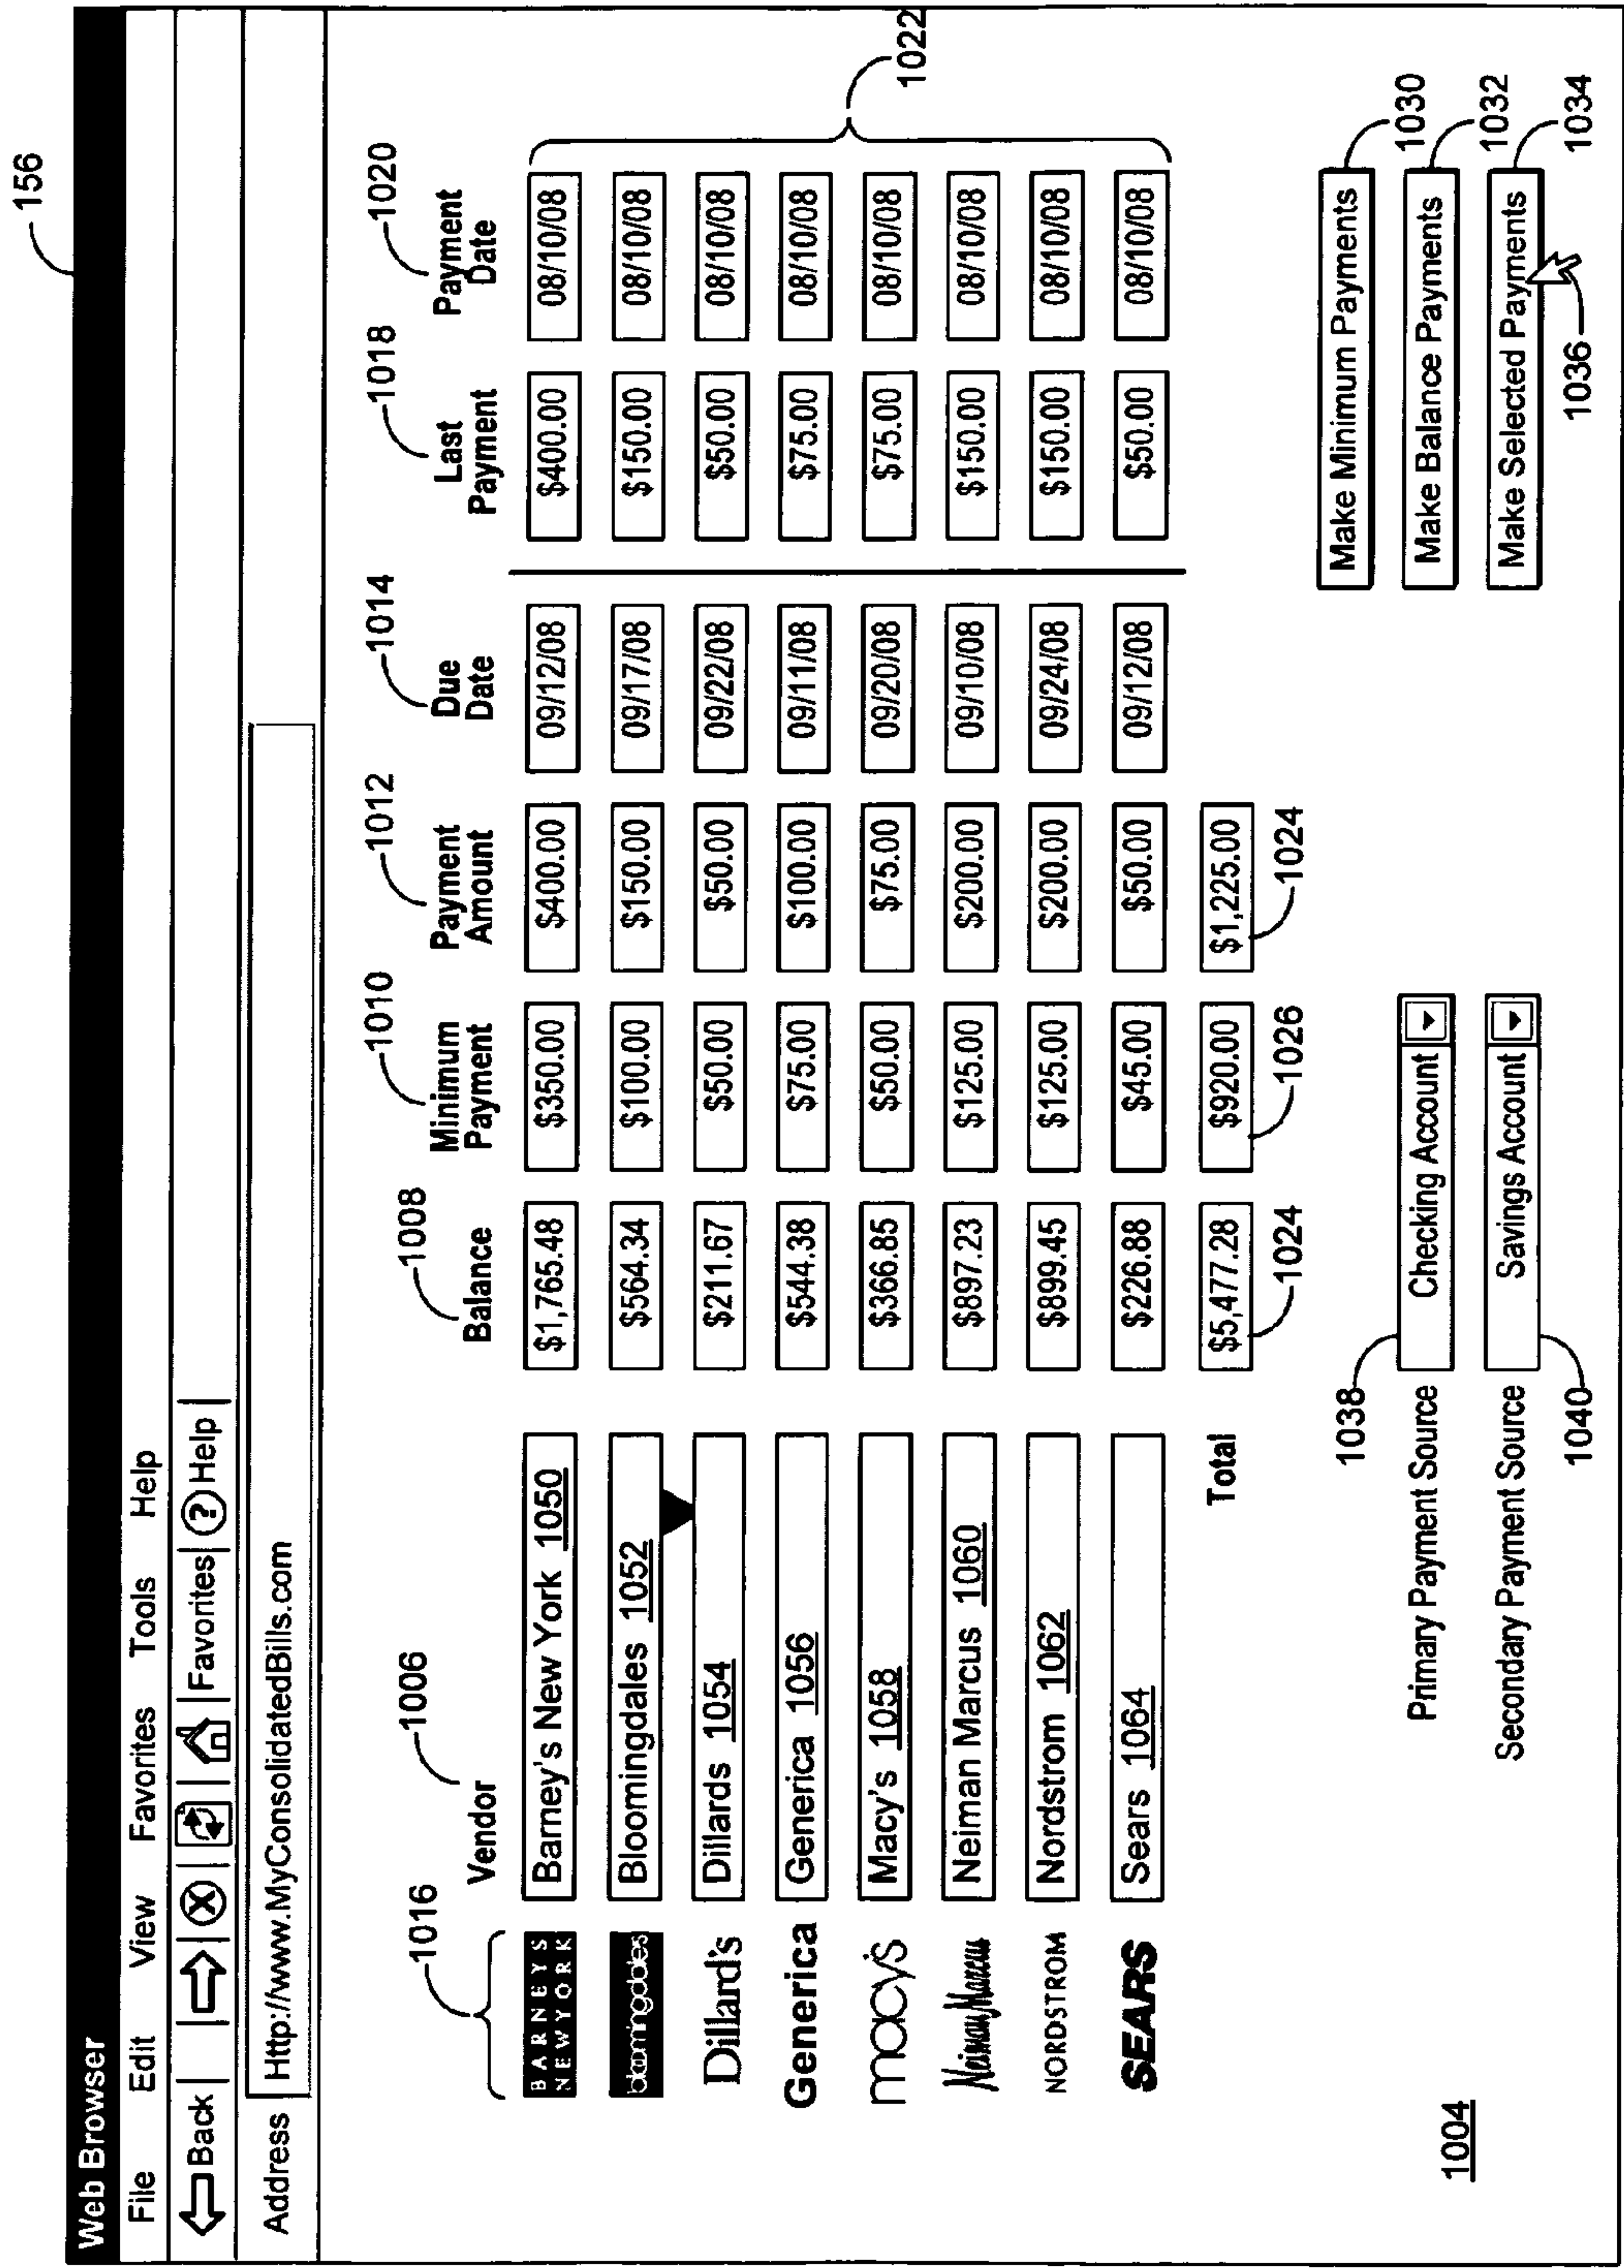 156
Web Browser
File Edit View Favorites Tools Help
Back Favorites ? Help
Address Http://www.MyConsolidatedBills.com
1016 1006 1008 1010 1012 1014 1018 1020
Vendor Balance Minimum Payment Payment Amount Due Date Last Payment Payment Date
BARNEYS NEWYORK Barney's New York 1050 $1,765.48 $350.00 $400.00 09/12/08 $400.00 08/10/08
bloomingdales Bloomingdales 1052 $564.34 $100.00 $150.00 09/17/08 $150.00 08/10/08
Dillard's Dillards 1054 $211.67 $50.00 $50.00 09/22/08 $50.00 08/10/08
Generica Generica 1056 $544.38 $75.00 $100.00 09/11/08 $75.00 08/10/08
macy's Macy's 1058 $366.85 $50.00 $75.00 09/20/08 $75.00 08/10/08
Neiman Marcus Neiman Marcus 1060 $897.23 $125.00 $200.00 09/10/08 $150.00 08/10/08
NORDSTROM Nordstrom 1062 $899.45 $125.00 $200.00 09/24/08 $150.00 08/10/08
SEARS Sears 1064 $226.88 $45.00 $50.00 09/12/08 $50.00 08/10/08
1022
Total $5,477.28 $920.00 $1,225.00
1024 1026 1024
1038
Primary Payment Source Checking Account
Secondary Payment Source Savings Account
1040
Make Minimum Payments 1030
Make Balance Payments 1032
Make Selected Payments 1034
1036
1004